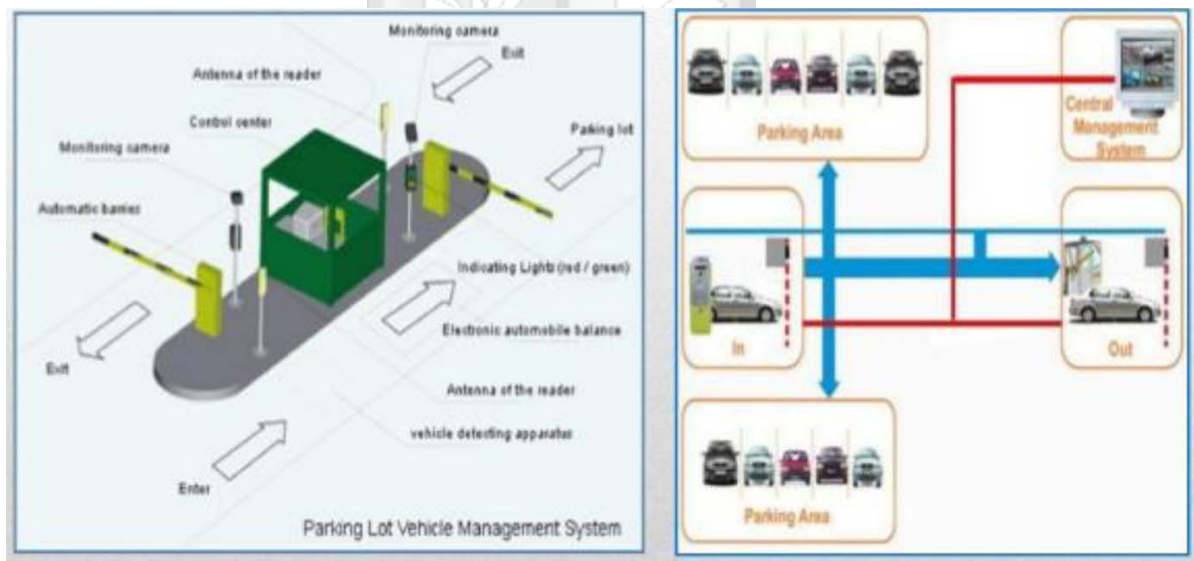 Monitoring camera
Exit
Antenna of the reader
Control center
Parking lot
Monitoring camera
Automatic barries
Indicating Lights (red / green)
Electronic automobile balance
Exit
Antenna of the reader
vehicle detecting apparatus
Enter
Parking Lot Vehicle Management System
Parking Area
Central
Management
System
In
Out
Parking Area